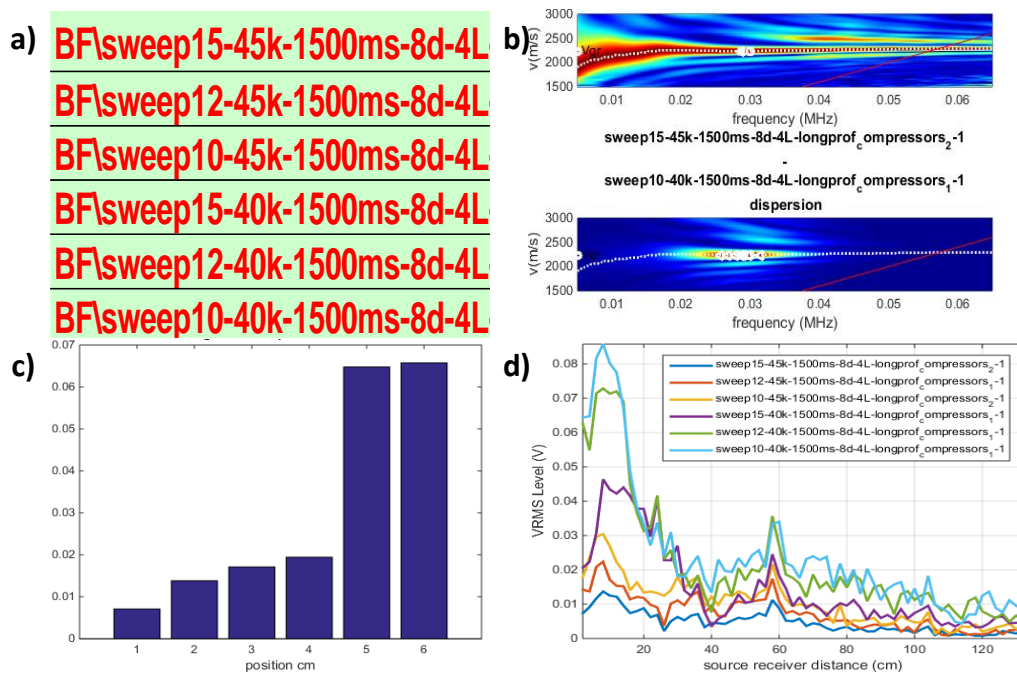 a)
BF\sweep15-45k-1500ms-8d-4L-
BF\sweep12-45k-1500ms-8d-4L-
BF\sweep10-45k-1500ms-8d-4L-
BF\sweep15-40k-1500ms-8d-4L-
BF\sweep12-40k-1500ms-8d-4L-
BF\sweep10-40k-1500ms-8d-4L-
b)
3000
2500
2000
1500
v(m/s)
Vgr
0.01 0.02 0.03 0.04 0.05 0.06
frequency (MHz)
sweep15-45k-1500ms-8d-4L-longprof_compressors_2-1
-
sweep10-40k-1500ms-8d-4L-longprof_compressors_1-1
dispersion
3000
2500
2000
1500
v(m/s)
0.01 0.02 0.03 0.04 0.05 0.06
frequency (MHz)
c)
0.07
0.06
0.05
0.04
0.03
0.02
0.01
0
1 2 3 4 5 6
position cm
d)
0.08
0.07
0.06
0.05
0.04
0.03
0.02
0.01
0
VRMS Level (V)
sweep15-45k-1500ms-8d-4L-longprof_compressors_2-1
sweep12-45k-1500ms-8d-4L-longprof_compressors_1-1
sweep10-45k-1500ms-8d-4L-longprof_compressors_2-1
sweep15-40k-1500ms-8d-4L-longprof_compressors_1-1
sweep12-40k-1500ms-8d-4L-longprof_compressors_1-1
sweep10-40k-1500ms-8d-4L-longprof_compressors_1-1
20 40 60 80 100 120
source receiver distance (cm)